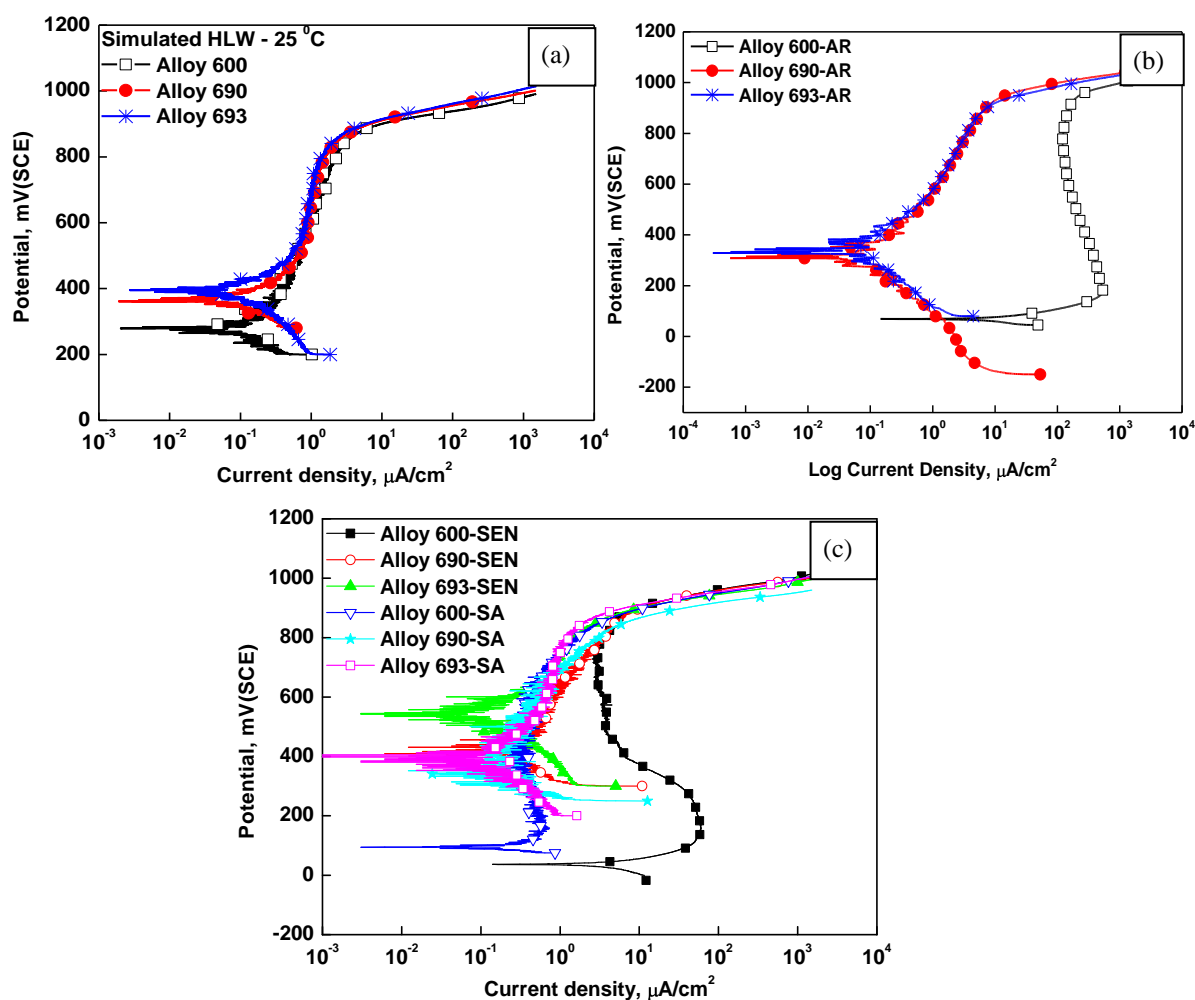 Simulated HLW - 25 ⁰C
Alloy 600
Alloy 690
Alloy 693
(a)
Potential, mV(SCE)
1200
1000
800
600
400
200
0
10⁻³ 10⁻² 10⁻¹ 10⁰ 10¹ 10² 10³ 10⁴
Current density, μA/cm²
Alloy 600-AR
Alloy 690-AR
Alloy 693-AR
(b)
Potential, mV(SCE)
1200
1000
800
600
400
200
0
-200
10⁻⁴ 10⁻³ 10⁻² 10⁻¹ 10⁰ 10¹ 10² 10³ 10⁴
Log Current Density, μA/cm²
Alloy 600-SEN
Alloy 690-SEN
Alloy 693-SEN
Alloy 600-SA
Alloy 690-SA
Alloy 693-SA
(c)
Potential, mV(SCE)
1200
1000
800
600
400
200
0
-200
10⁻³ 10⁻² 10⁻¹ 10⁰ 10¹ 10² 10³ 10⁴
Current density, μA/cm²